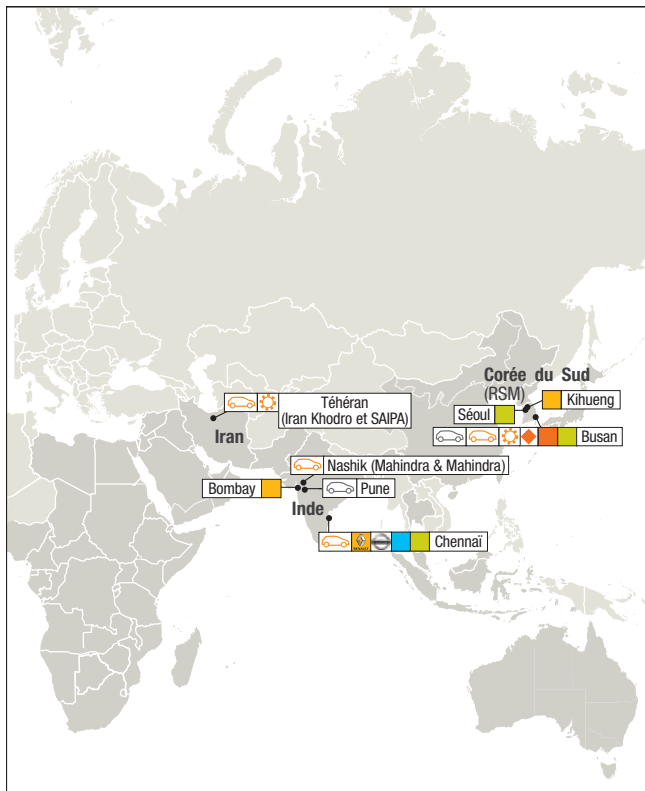 Corée du Sud
(RSM)
Kihueng
Séoul
Busan
Téhéran
(Iran Khodro et SAIPA)
Iran
Nashik (Mahindra & Mahindra)
Bombay
Pune
Inde
RENAULT
Chennaï